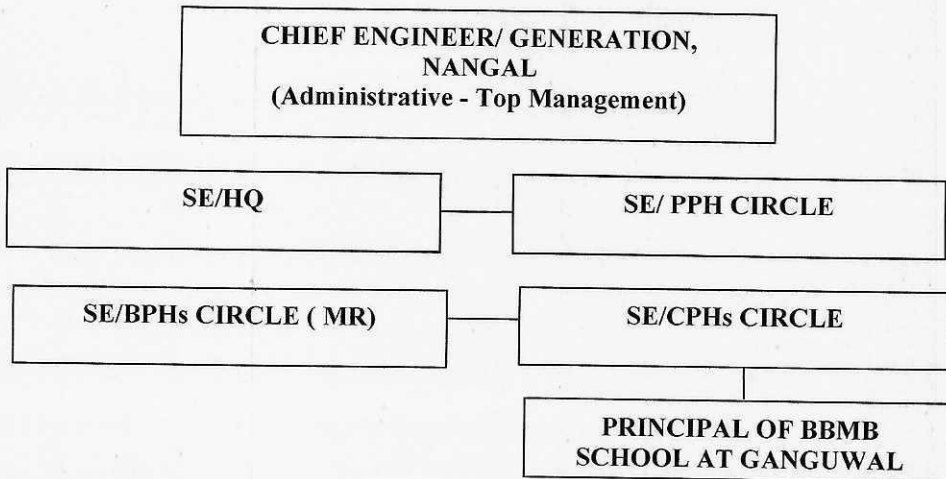 CHIEF ENGINEER/ GENERATION,
NANGAL
(Administrative - Top Management)
SE/HQ
SE/ PPH CIRCLE
SE/BPHs CIRCLE ( MR)
SE/CPHs CIRCLE
PRINCIPAL OF BBMB
SCHOOL AT GANGUWAL